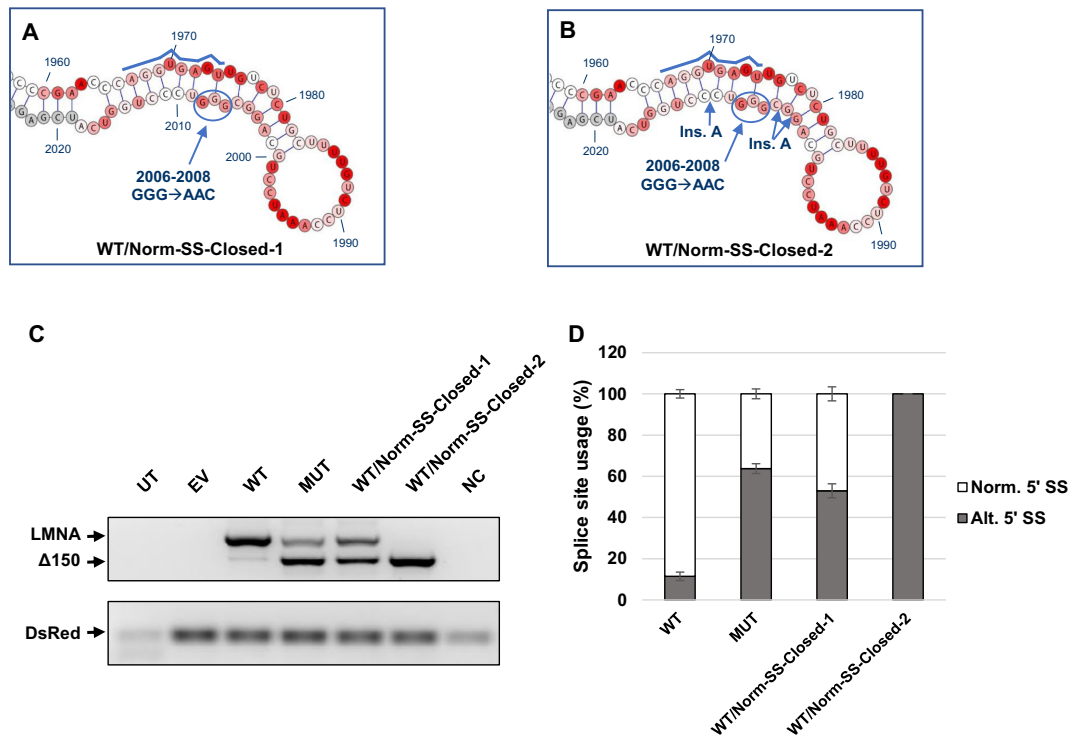 A
1960
1970
1980
2020
2010
2000
1990
2006-2008
GGG→AAC
WT/Norm-SS-Closed-1
B
1960
1970
1980
2020
1990
Ins. A
Ins. A
2006-2008
GGG→AAC
WT/Norm-SS-Closed-2
C
UT
EV
WT
MUT
WT/Norm-SS-Closed-1
WT/Norm-SS-Closed-2
NC
LMNA
Δ150
DsRed
D
Splice site usage (%)
120
100
80
60
40
20
0
WT
MUT
WT/Norm-SS-Closed-1
WT/Norm-SS-Closed-2
Norm. 5' SS
Alt. 5' SS